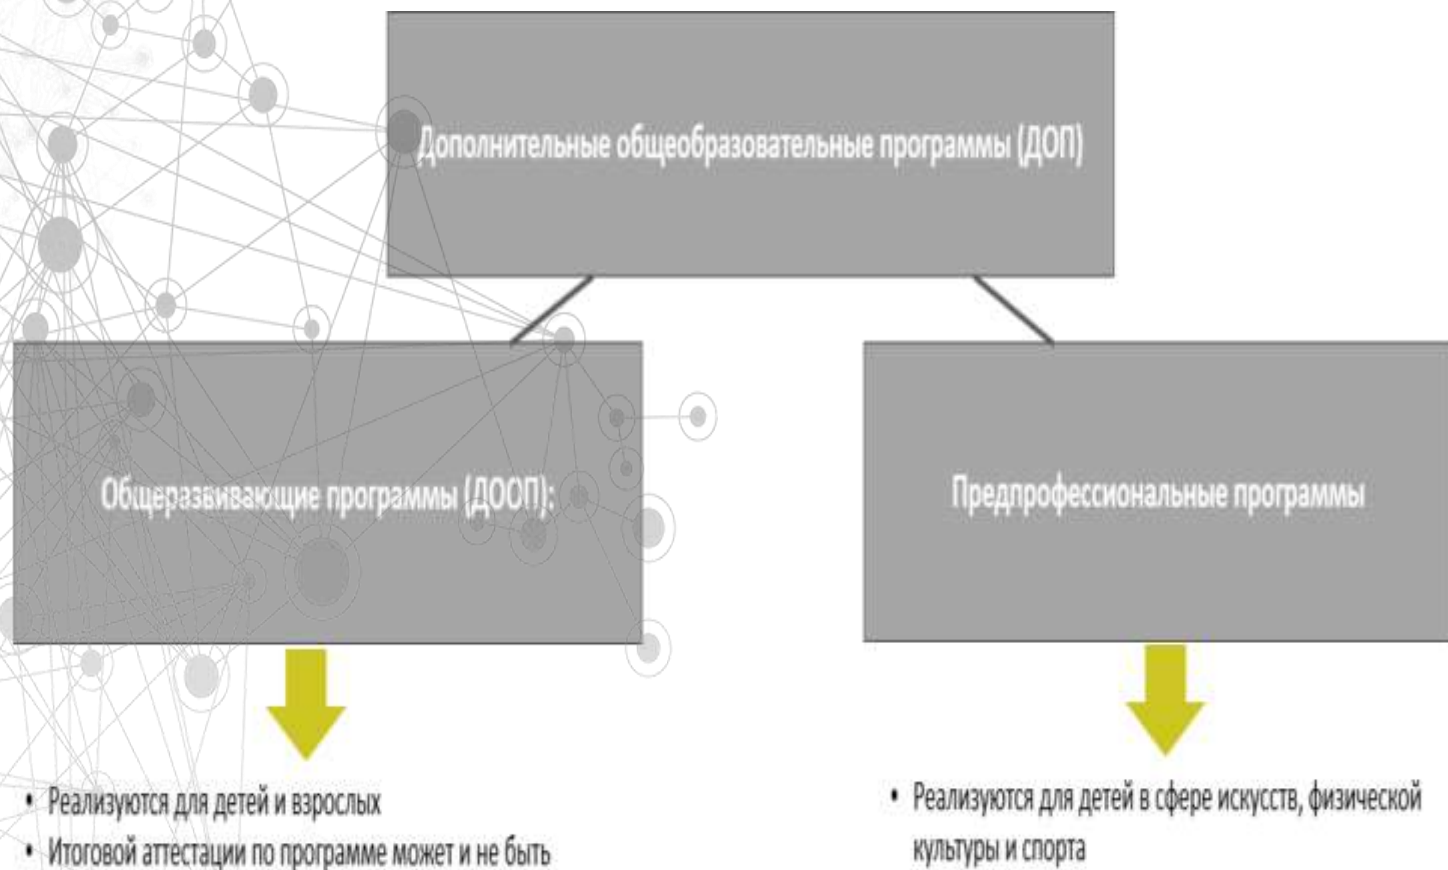 Дополнительные общеобразовательные программы (ДОП)
Общеразвивающие программы (ДООП):
Предпрофессиональные программы
• Реализуются для детей и взрослых
• Итоговой аттестации по программе может и не быть
• Реализуются для детей в сфере искусств, физической
культуры и спорта